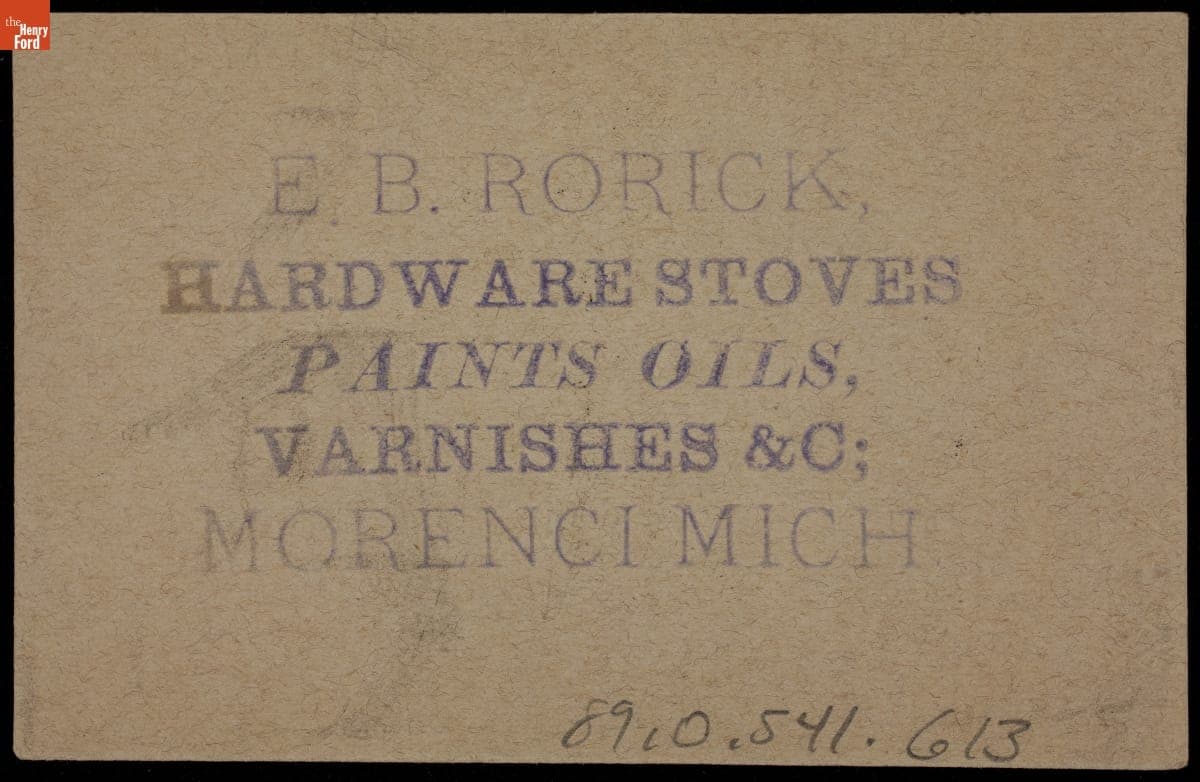 the
Henry
Ford
E. B. RORICK,
HARDWARE STOVES
PAINTS OILS,
VARNISHES &C;
MORENCI MICH.
89.0.541.613